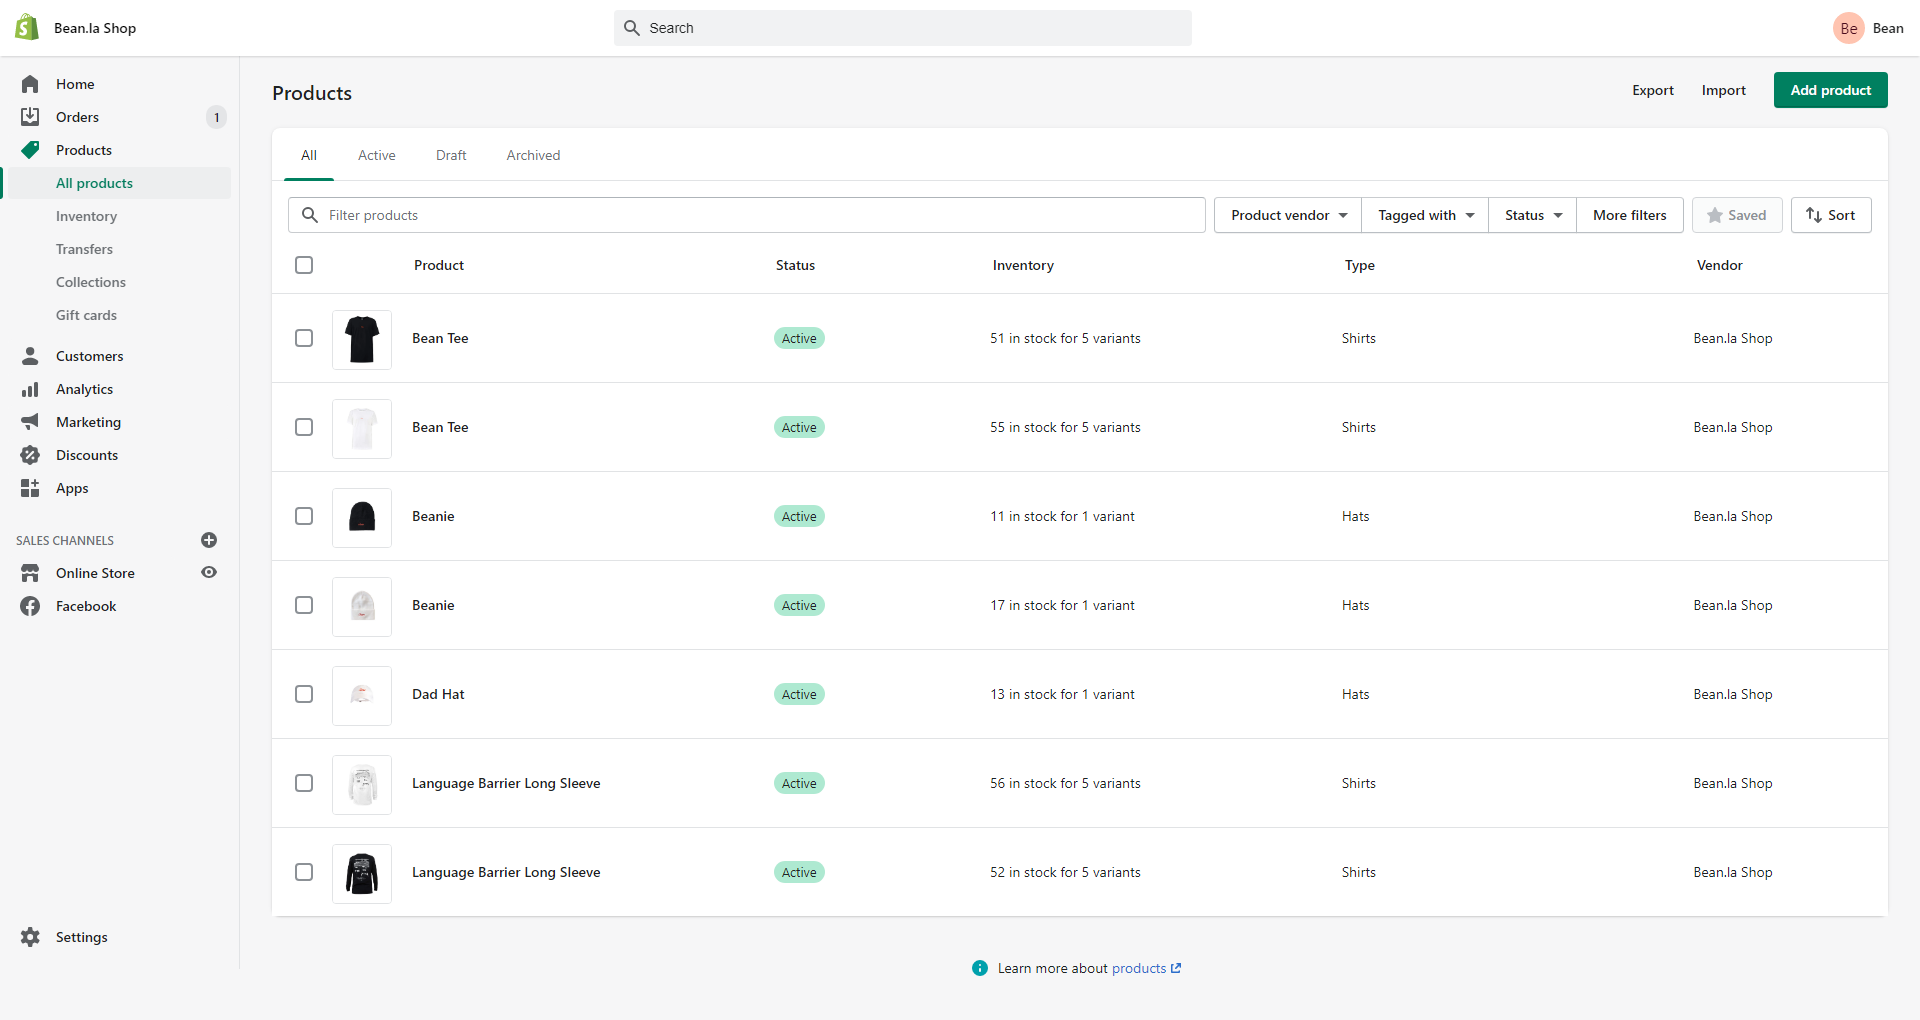 Bean.la Shop
Search
Be Bean
Home
Orders 1
Products
All products
Inventory
Transfers
Collections
Gift cards
Customers
Analytics
Marketing
Discounts
Apps
SALES CHANNELS
Online Store
Facebook
Settings
Products
Export Import Add product
All Active Draft Archived
Filter products Product vendor Tagged with Status More filters Saved Sort
Product Status Inventory Type Vendor
Bean Tee Active 51 in stock for 5 variants Shirts Bean.la Shop
Bean Tee Active 55 in stock for 5 variants Shirts Bean.la Shop
Beanie Active 11 in stock for 1 variant Hats Bean.la Shop
Beanie Active 17 in stock for 1 variant Hats Bean.la Shop
Dad Hat Active 13 in stock for 1 variant Hats Bean.la Shop
Language Barrier Long Sleeve Active 56 in stock for 5 variants Shirts Bean.la Shop
Language Barrier Long Sleeve Active 52 in stock for 5 variants Shirts Bean.la Shop
Learn more about products